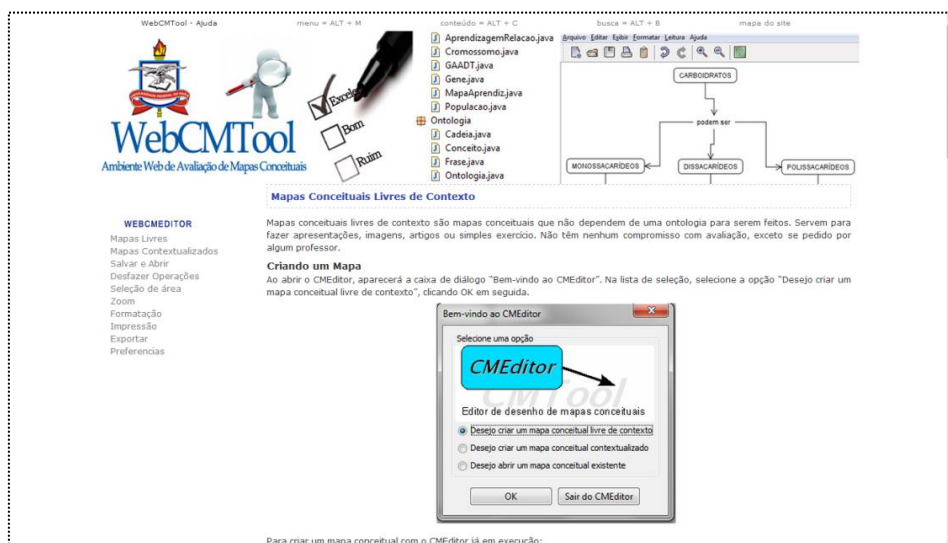 WebCMTool - Ajuda
menu = ALT + M
conteúdo = ALT + C
busca = ALT + B
mapa do site
WebCMTool
Ambiente Web de Avaliação de Mapas Conceituais
Excelente
Bom
Ruim
AprendizagemRelacao.java
Cromossomo.java
GAADT.java
Gene.java
MapaAprendiz.java
Populacao.java
Ontologia
Cadeia.java
Conceito.java
Frase.java
Ontologia.java
Arquivo Editar Exibir Formatar Leitura Ajuda
CARBOIDRATOS
podem ser
MONOSSACARÍDEOS
DISSACARÍDEOS
POLISSACARÍDEOS
Mapas Conceituais Livres de Contexto
WEBCMEDITOR
Mapas Livres
Mapas Contextualizados
Salvar e Abrir
Desfazer Operações
Seleção de área
Zoom
Formatação
Impressão
Exportar
Preferencias
Mapas conceituais livres de contexto são mapas conceituais que não dependem de uma ontologia para serem feitos. Servem para
fazer apresentações, imagens, artigos ou simples exercício. Não têm nenhum compromisso com avaliação, exceto se pedido por
algum professor.
Criando um Mapa
Ao abrir o CMEditor, aparecerá a caixa de diálogo "Bem-vindo ao CMEditor". Na lista de seleção, selecione a opção "Desejo criar um
mapa conceitual livre de contexto", clicando OK em seguida.
Bem-vindo ao CMEditor
Selecione uma opção
CMEditor
CMTool
Editor de desenho de mapas conceituais
Desejo criar um mapa conceitual livre de contexto
Desejo criar um mapa conceitual contextualizado
Desejo abrir um mapa conceitual existente
OK
Sair do CMEditor
Para criar um mapa conceitual com o CMEditor já em execução: